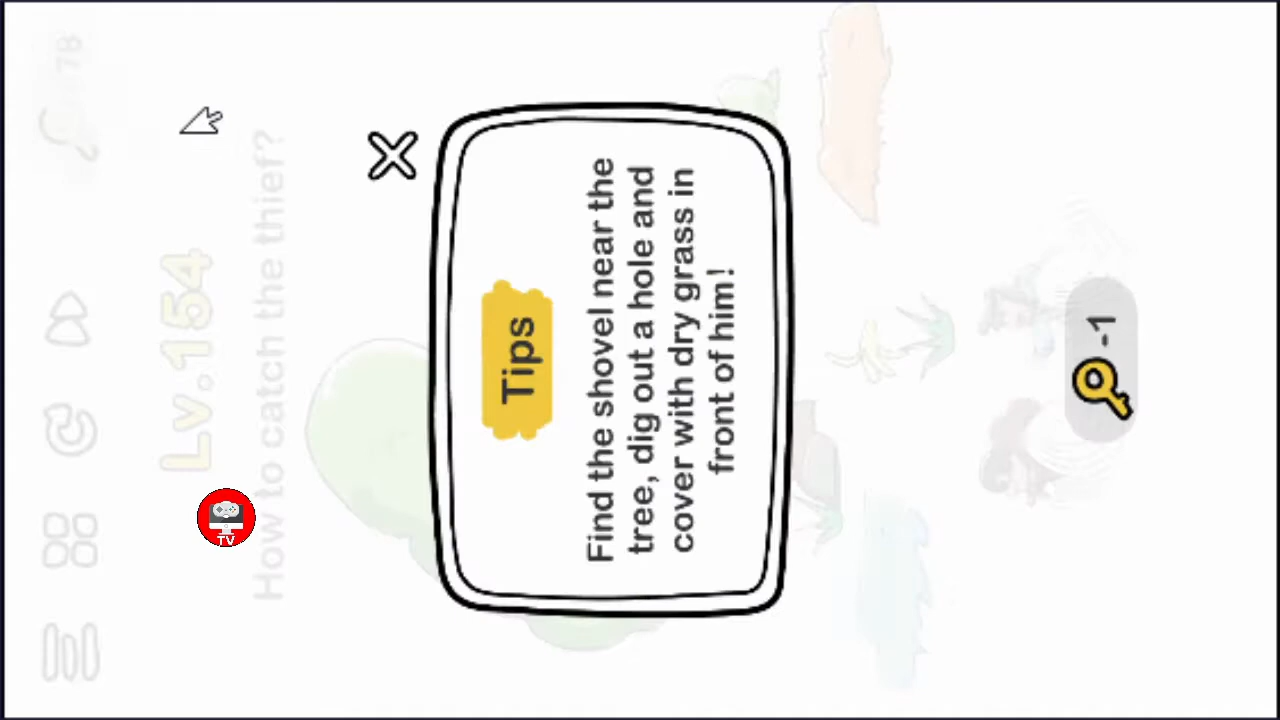 78
Lv.154
How to catch the thief?
Tips
Find the shovel near the
tree, dig out a hole and
cover with dry grass in
front of him!
-1
TV